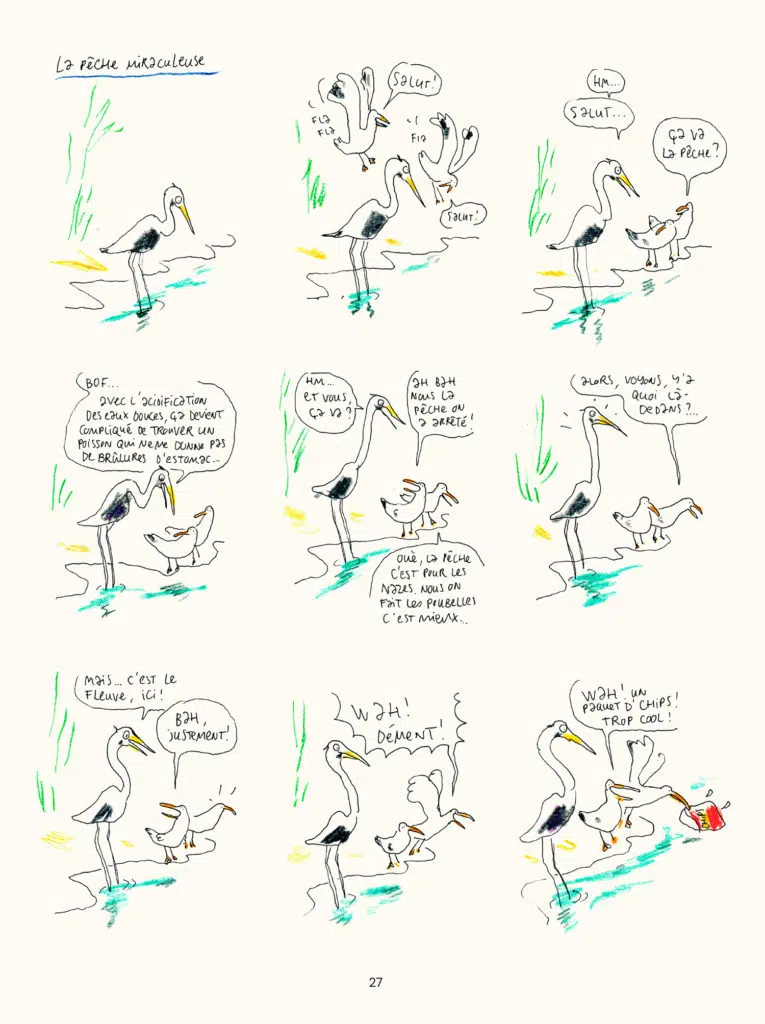 La pêche miraculeuse
Salut!
Fla
Fla
Fla
Salut!
Hm...
Salut...
Ça va
la pêche?
Bof...
avec l'acidification
des eaux douces, ça devient
compliqué de trouver un
poisson qui ne me donne pas
de brûlures d'estomac...
Hm...
et vous,
ça va?
Ah bah
nous la
pêche on
a arrêté!
Ouè, la pêche
c'est pour les
nazes. Nous on
fait les poubelles
c'est mieux...
Alors, voyons, y'a
quoi là-
dedans?...
Mais... c'est le
fleuve, ici!
Bah,
justement!
Wah!
Dément!
Wah! Un
paquet d'chips!
Trop cool!
27